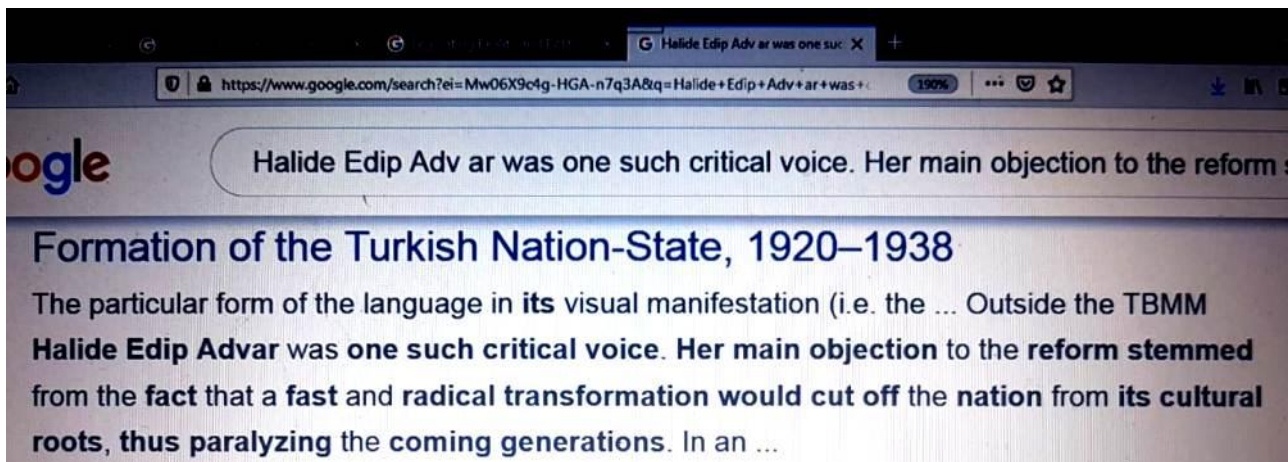 Halide Edip Adv ar was one suc
https://www.google.com/search?ei=Mw06X9c4g-HGA-n7q3A&q=Halide+Edip+Adv+ar+was+ 190%
ogle Halide Edip Adv ar was one such critical voice. Her main objection to the reform
Formation of the Turkish Nation-State, 1920–1938
The particular form of the language in its visual manifestation (i.e. the ... Outside the TBMM
Halide Edip Advar was one such critical voice. Her main objection to the reform stemmed
from the fact that a fast and radical transformation would cut off the nation from its cultural
roots, thus paralyzing the coming generations. In an ...